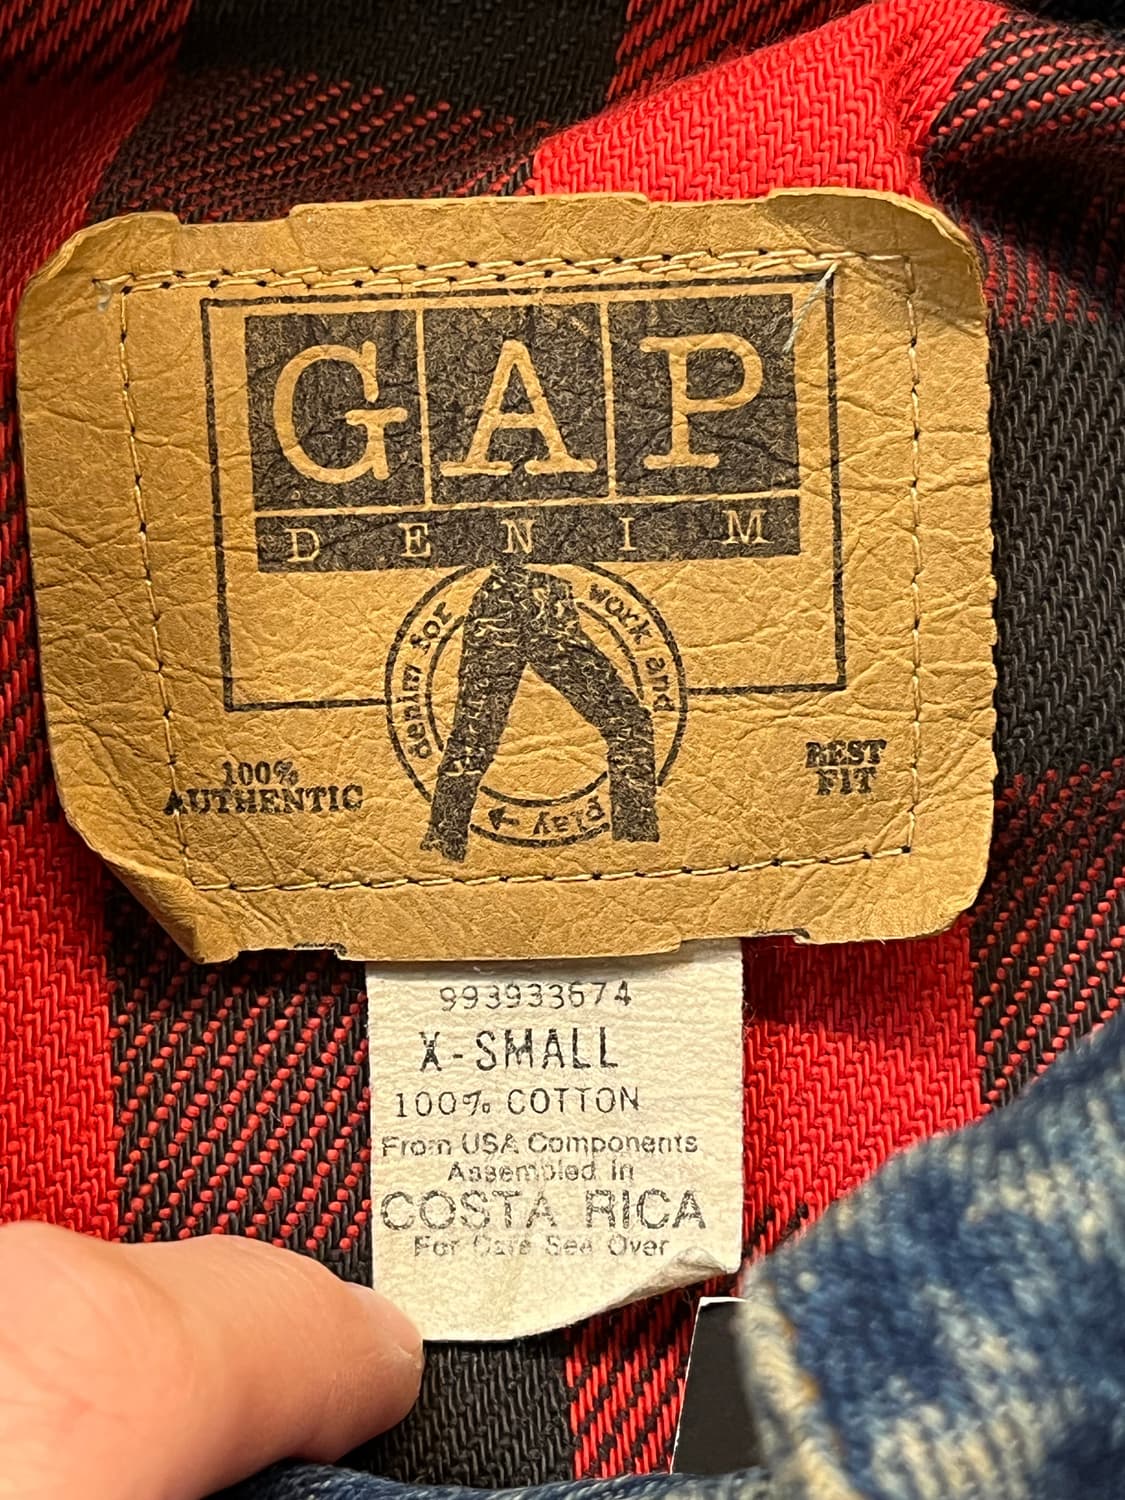 GAP
DENIM
denim for work and play
100%
AUTHENTIC
BEST
FIT
993933674
X-SMALL
100% COTTON
From USA Components
Assembled in
COSTA RICA
For Care See Over